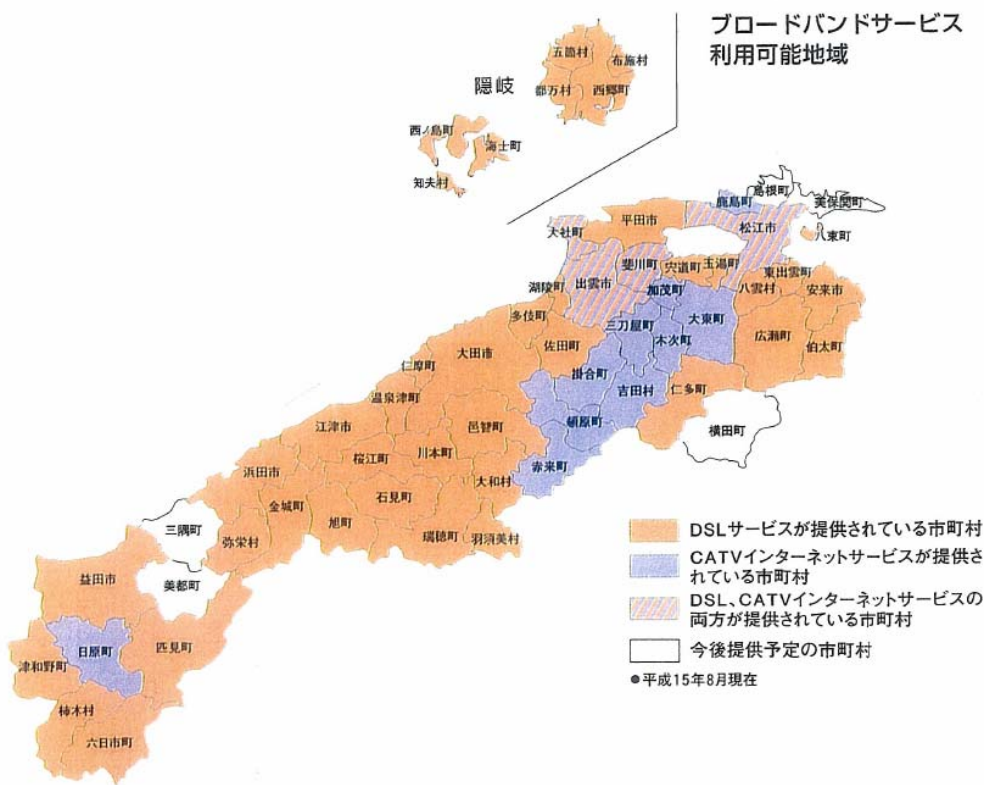 ブロードバンドサービス
利用可能地域
五箇村
布施村
隠岐
都万村
西郷町
西ノ島町
海士町
知夫村
島根町
鹿島町
美保関町
平田市
松江市
大社町
八束町
斐川町
宍道町
玉湯町
東出雲町
出雲市
湖陵町
加茂町
八雲村
安来市
多伎町
三刀屋町
大東町
広瀬町
大田市
佐田町
木次町
伯太町
仁摩町
掛合町
吉田村
仁多町
温泉津町
頓原町
横田町
江津市
邑智町
桜江町
川本町
赤来町
浜田市
大和村
石見町
金城町
三隅町
旭町
瑞穂町
羽須美村
弥栄村
益田市
美都町
日原町
匹見町
津和野町
柿木村
六日市町
DSLサービスが提供されている市町村
CATVインターネットサービスが提供さ
れている市町村
DSL、CATVインターネットサービスの
両方が提供されている市町村
今後提供予定の市町村
●平成15年8月現在